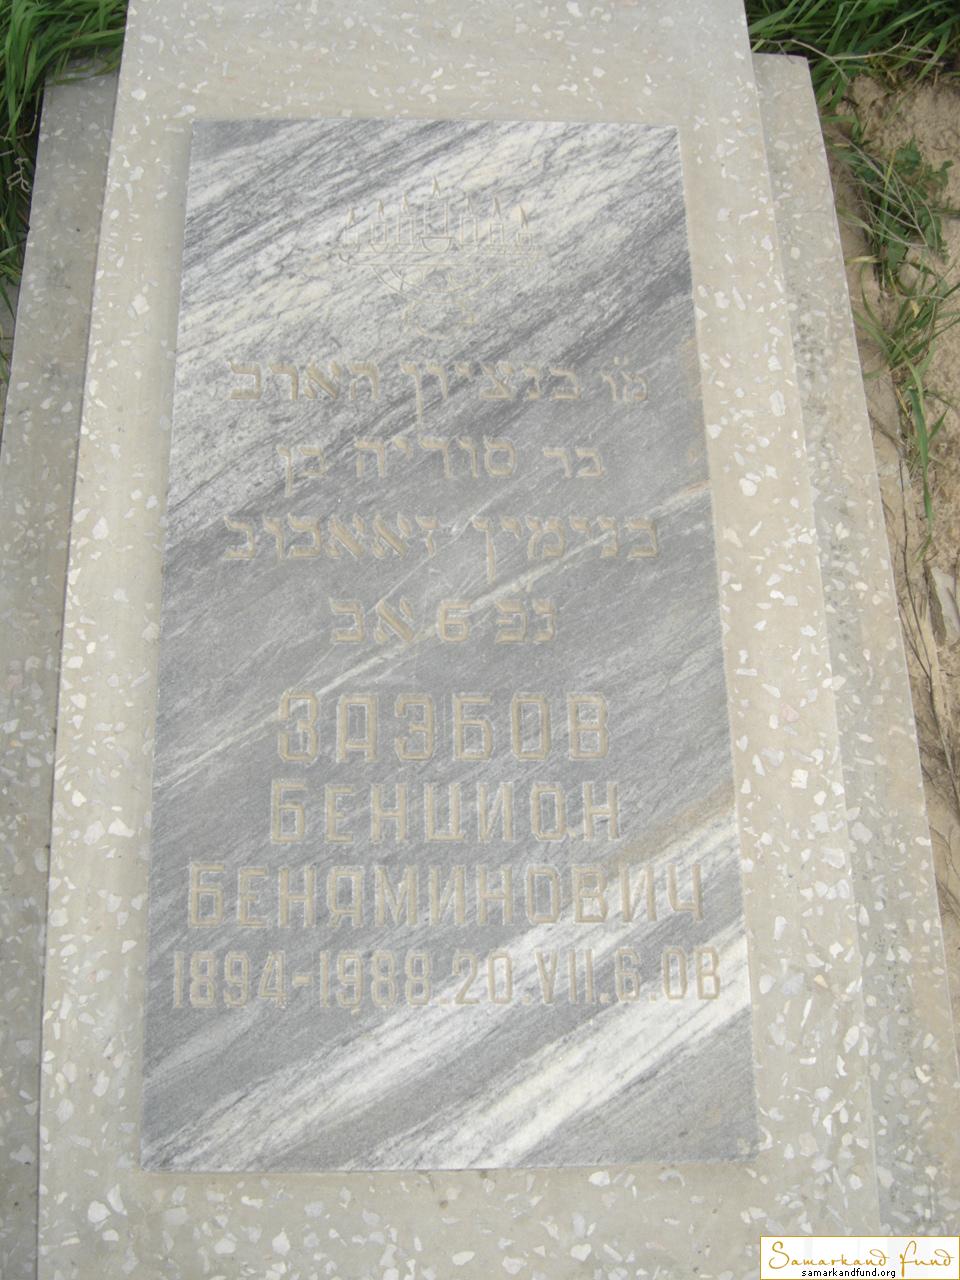 מ״ו בנציון הארב
בר סוריה בן
בנימין זאאבוב
נפ 6 אב
ЗАЭБОВ
БЕНЦИОН
БЕНЯМИНОВИЧ
1894-1988.20.VII.6.ОВ
Samarkand Fund
samarkandfund.org